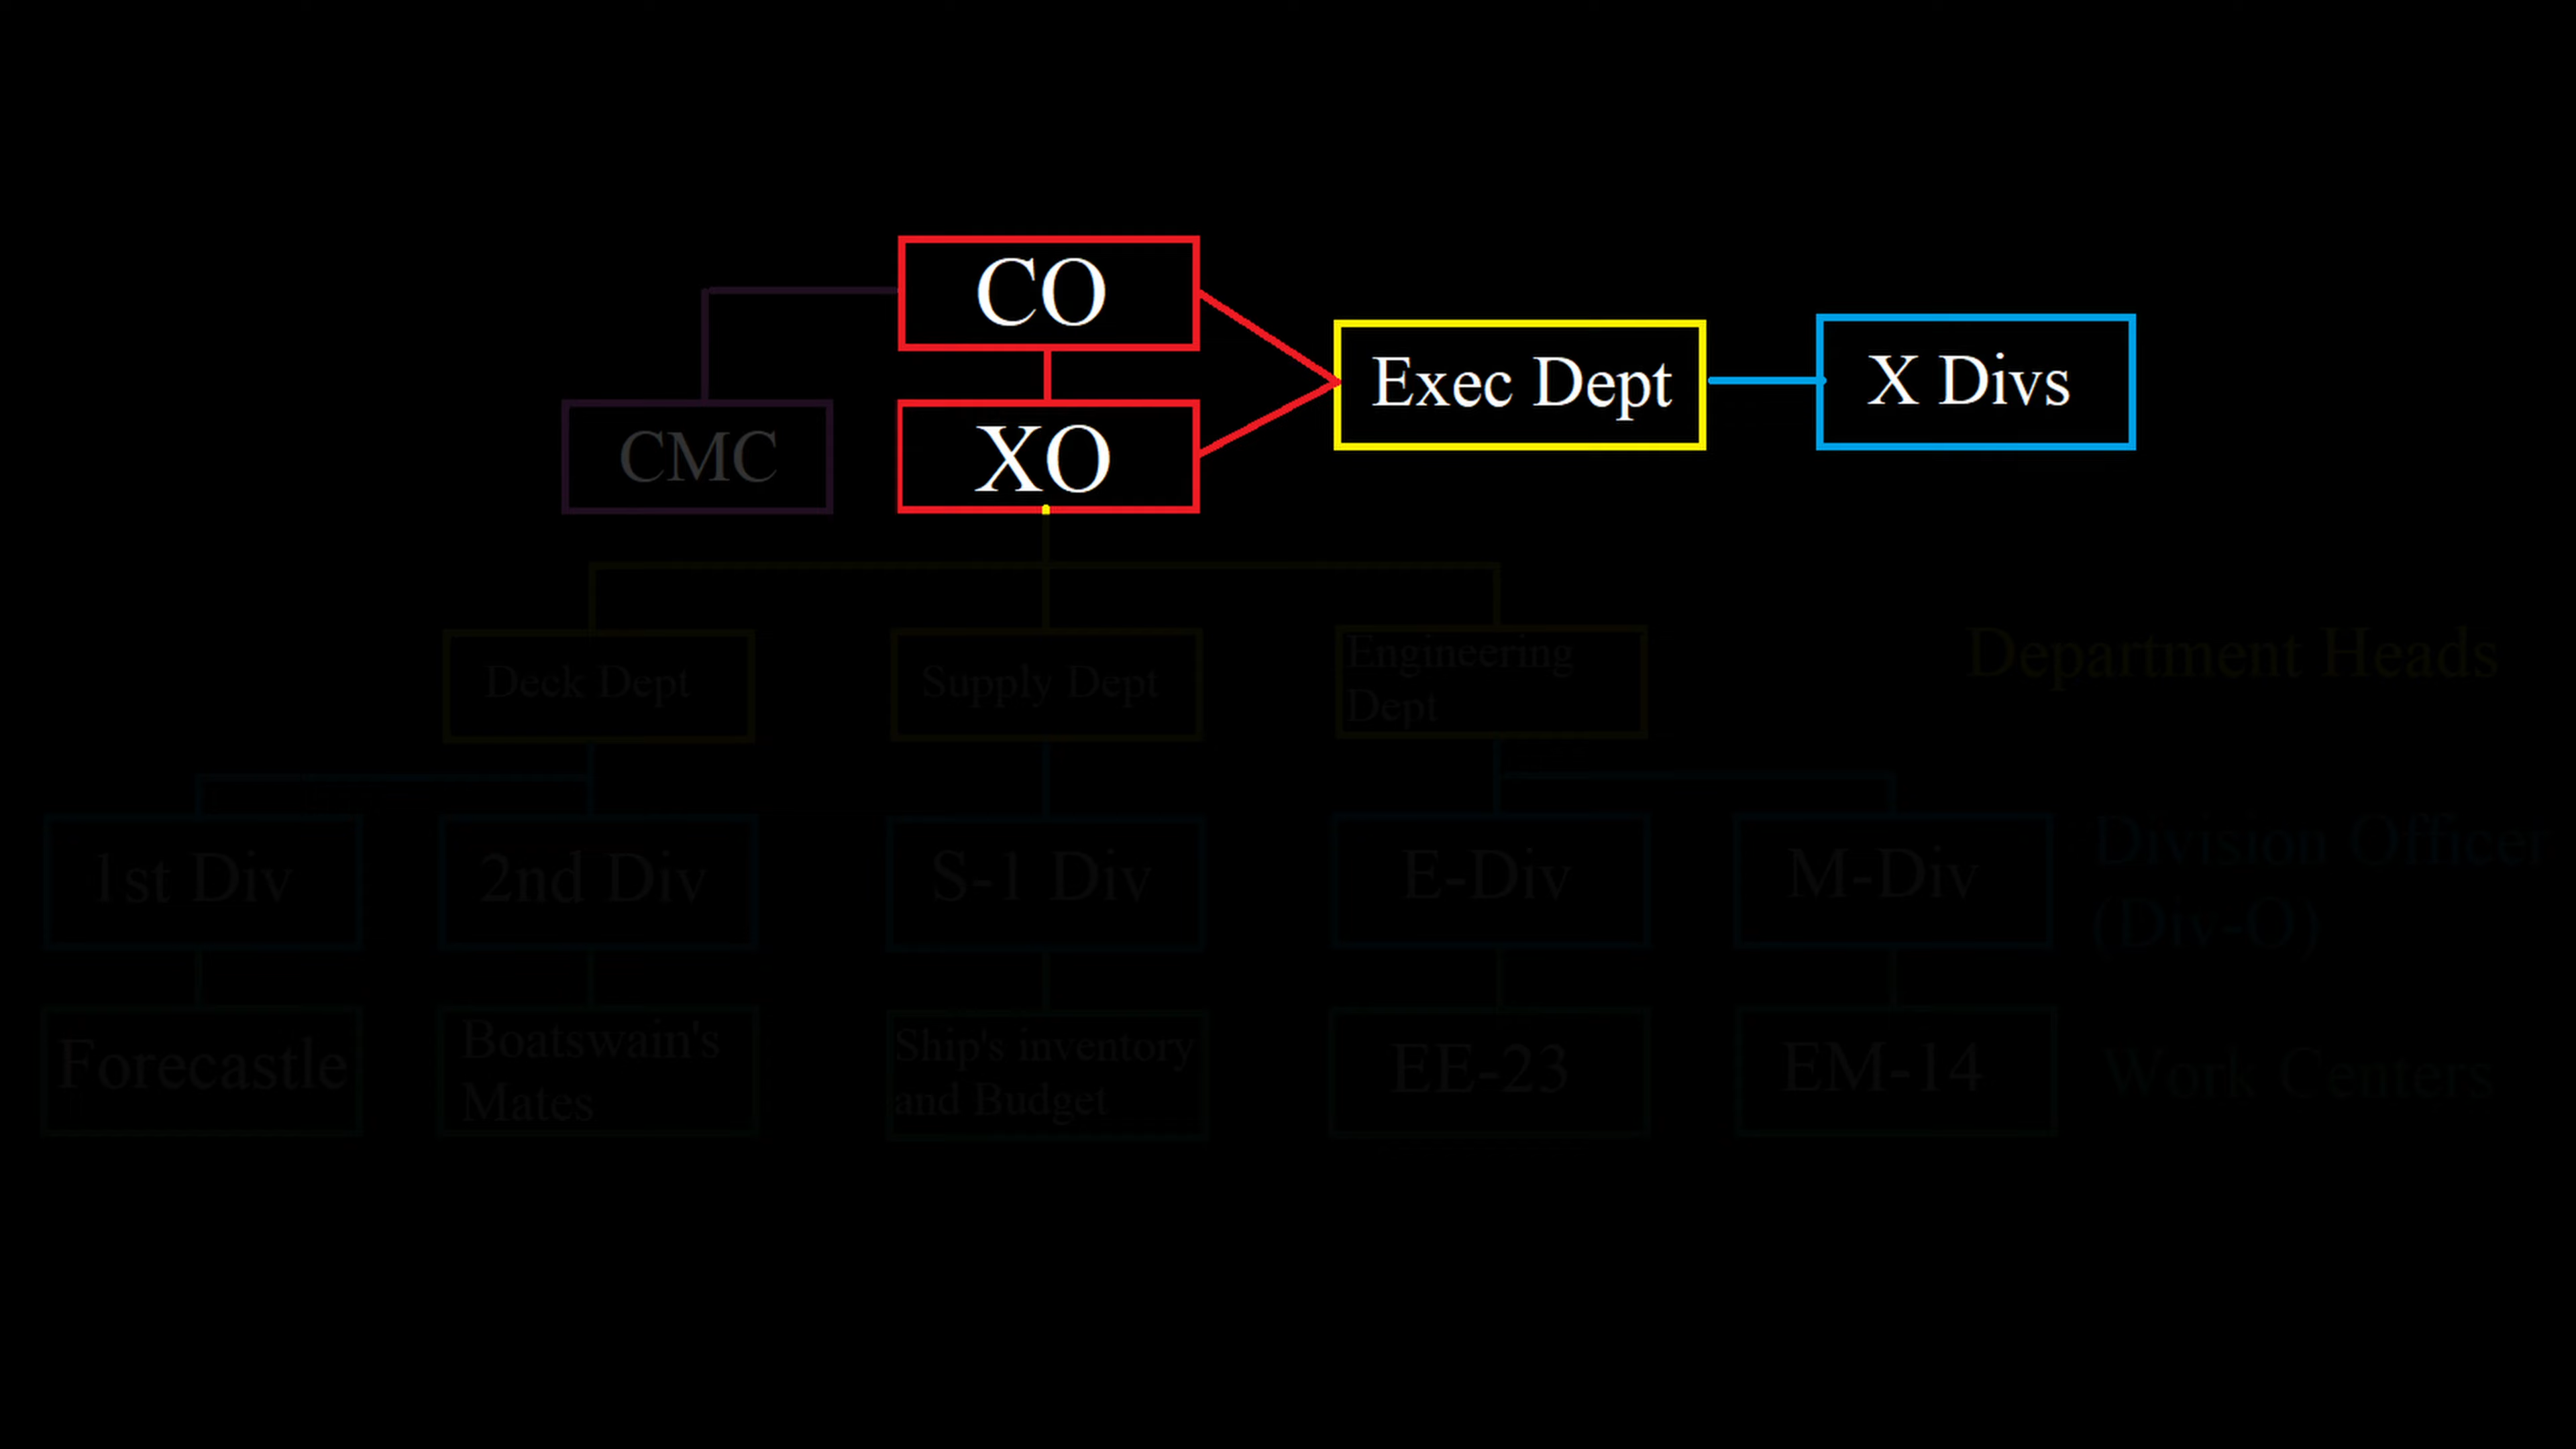 CO
Exec Dept
X Divs
CMC
XO
Deck Dept
Supply Dept
Engineering
Dept
Department Heads
1st Div
2nd Div
S-1 Div
E-Div
M-Div
Division Officer
(Div-O)
Forecastle
Boatswain's
Mates
Ship's inventory
and Budget
EE-23
EM-14
Work Centers